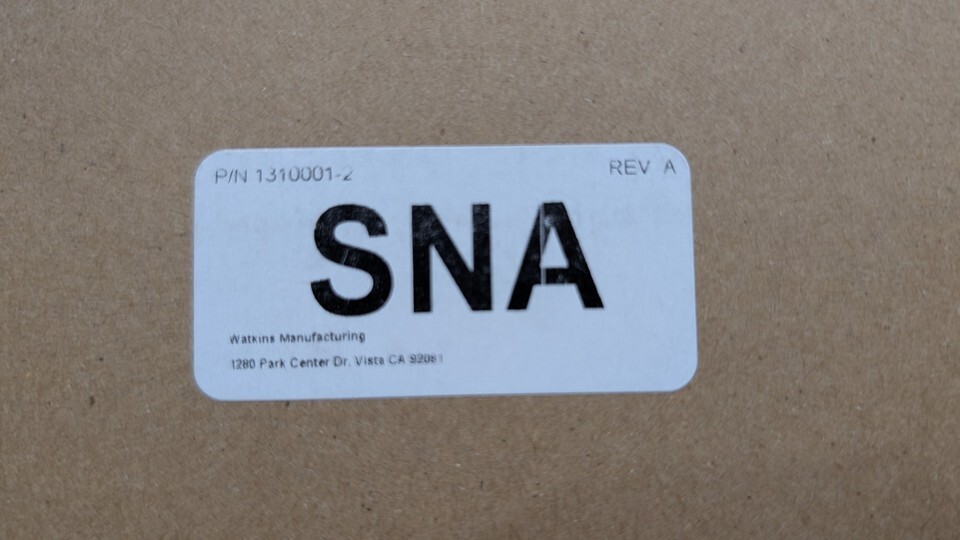 P/N 1310001-2 REV A
SNA
Watkins Manufacturing
1280 Park Center Dr. Vista CA 92081